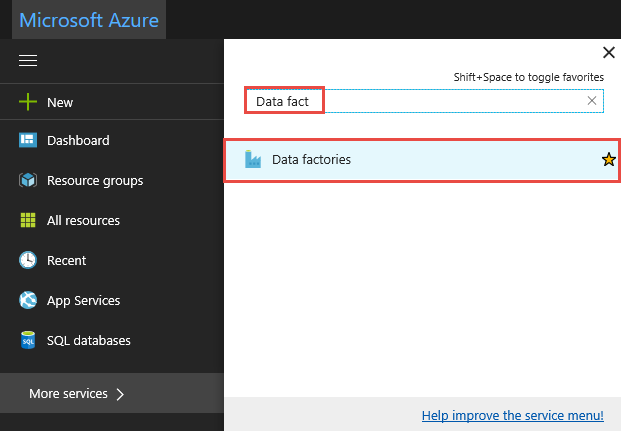 Microsoft Azure
Shift+Space to toggle favorites
New
Data fact
Dashboard
Data factories
Resource groups
All resources
Recent
App Services
SQL databases
More services
Help improve the service menu!